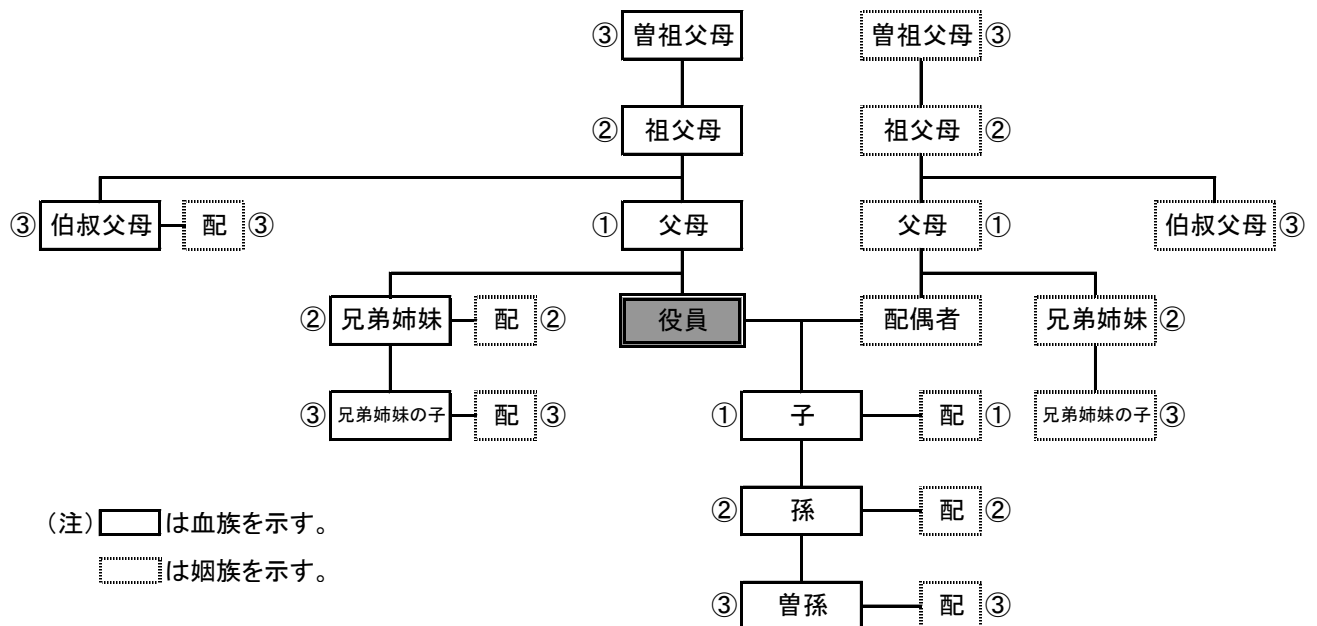 ③ 曽祖父母 曽祖父母 ③
② 祖父母 祖父母 ②
③ 伯叔父母 配 ③ ① 父母 父母 ① 伯叔父母 ③
② 兄弟姉妹 配 ② 役員 配偶者 兄弟姉妹 ②
③ 兄弟姉妹の子 配 ③ ① 子 配 ① 兄弟姉妹の子 ③
② 孫 配 ②
(注) は血族を示す。
は姻族を示す。
③ 曽孫 配 ③